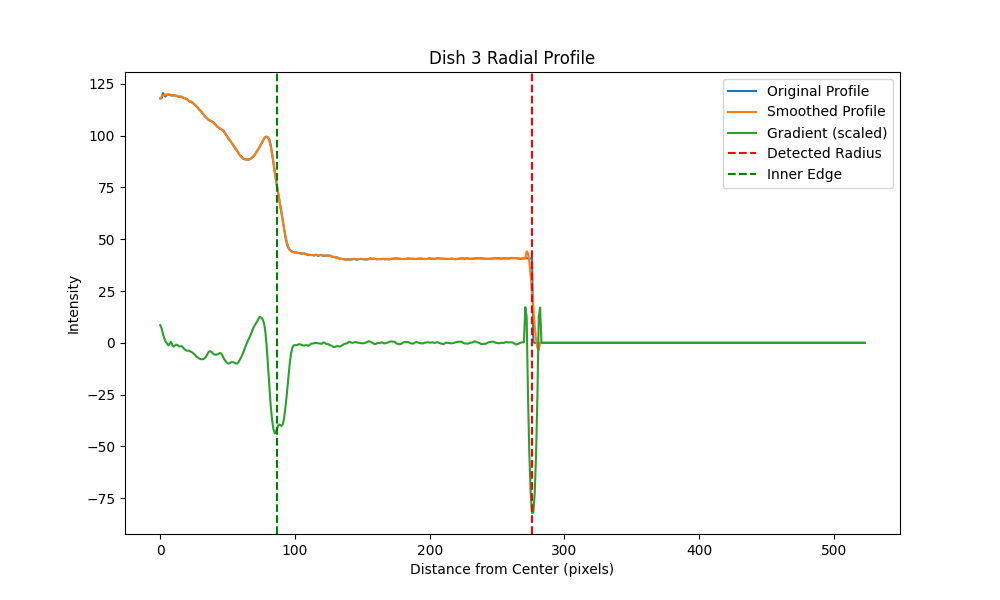 Dish 3 Radial Profile
125
100
75
50
25
0
−25
−50
−75
Intensity
Original Profile
Smoothed Profile
Gradient (scaled)
Detected Radius
Inner Edge
0 100 200 300 400 500
Distance from Center (pixels)